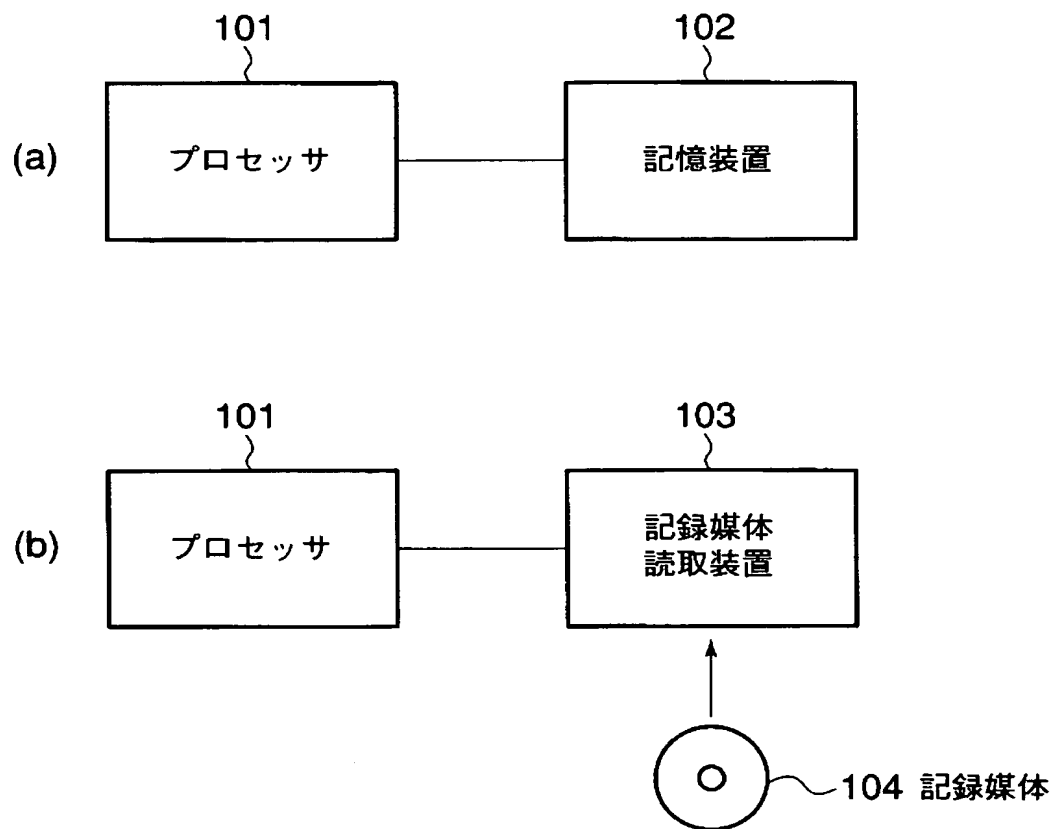 101 102
(a) プロセッサ 記憶装置
101 103
(b) プロセッサ 記録媒体
読取装置
104 記録媒体